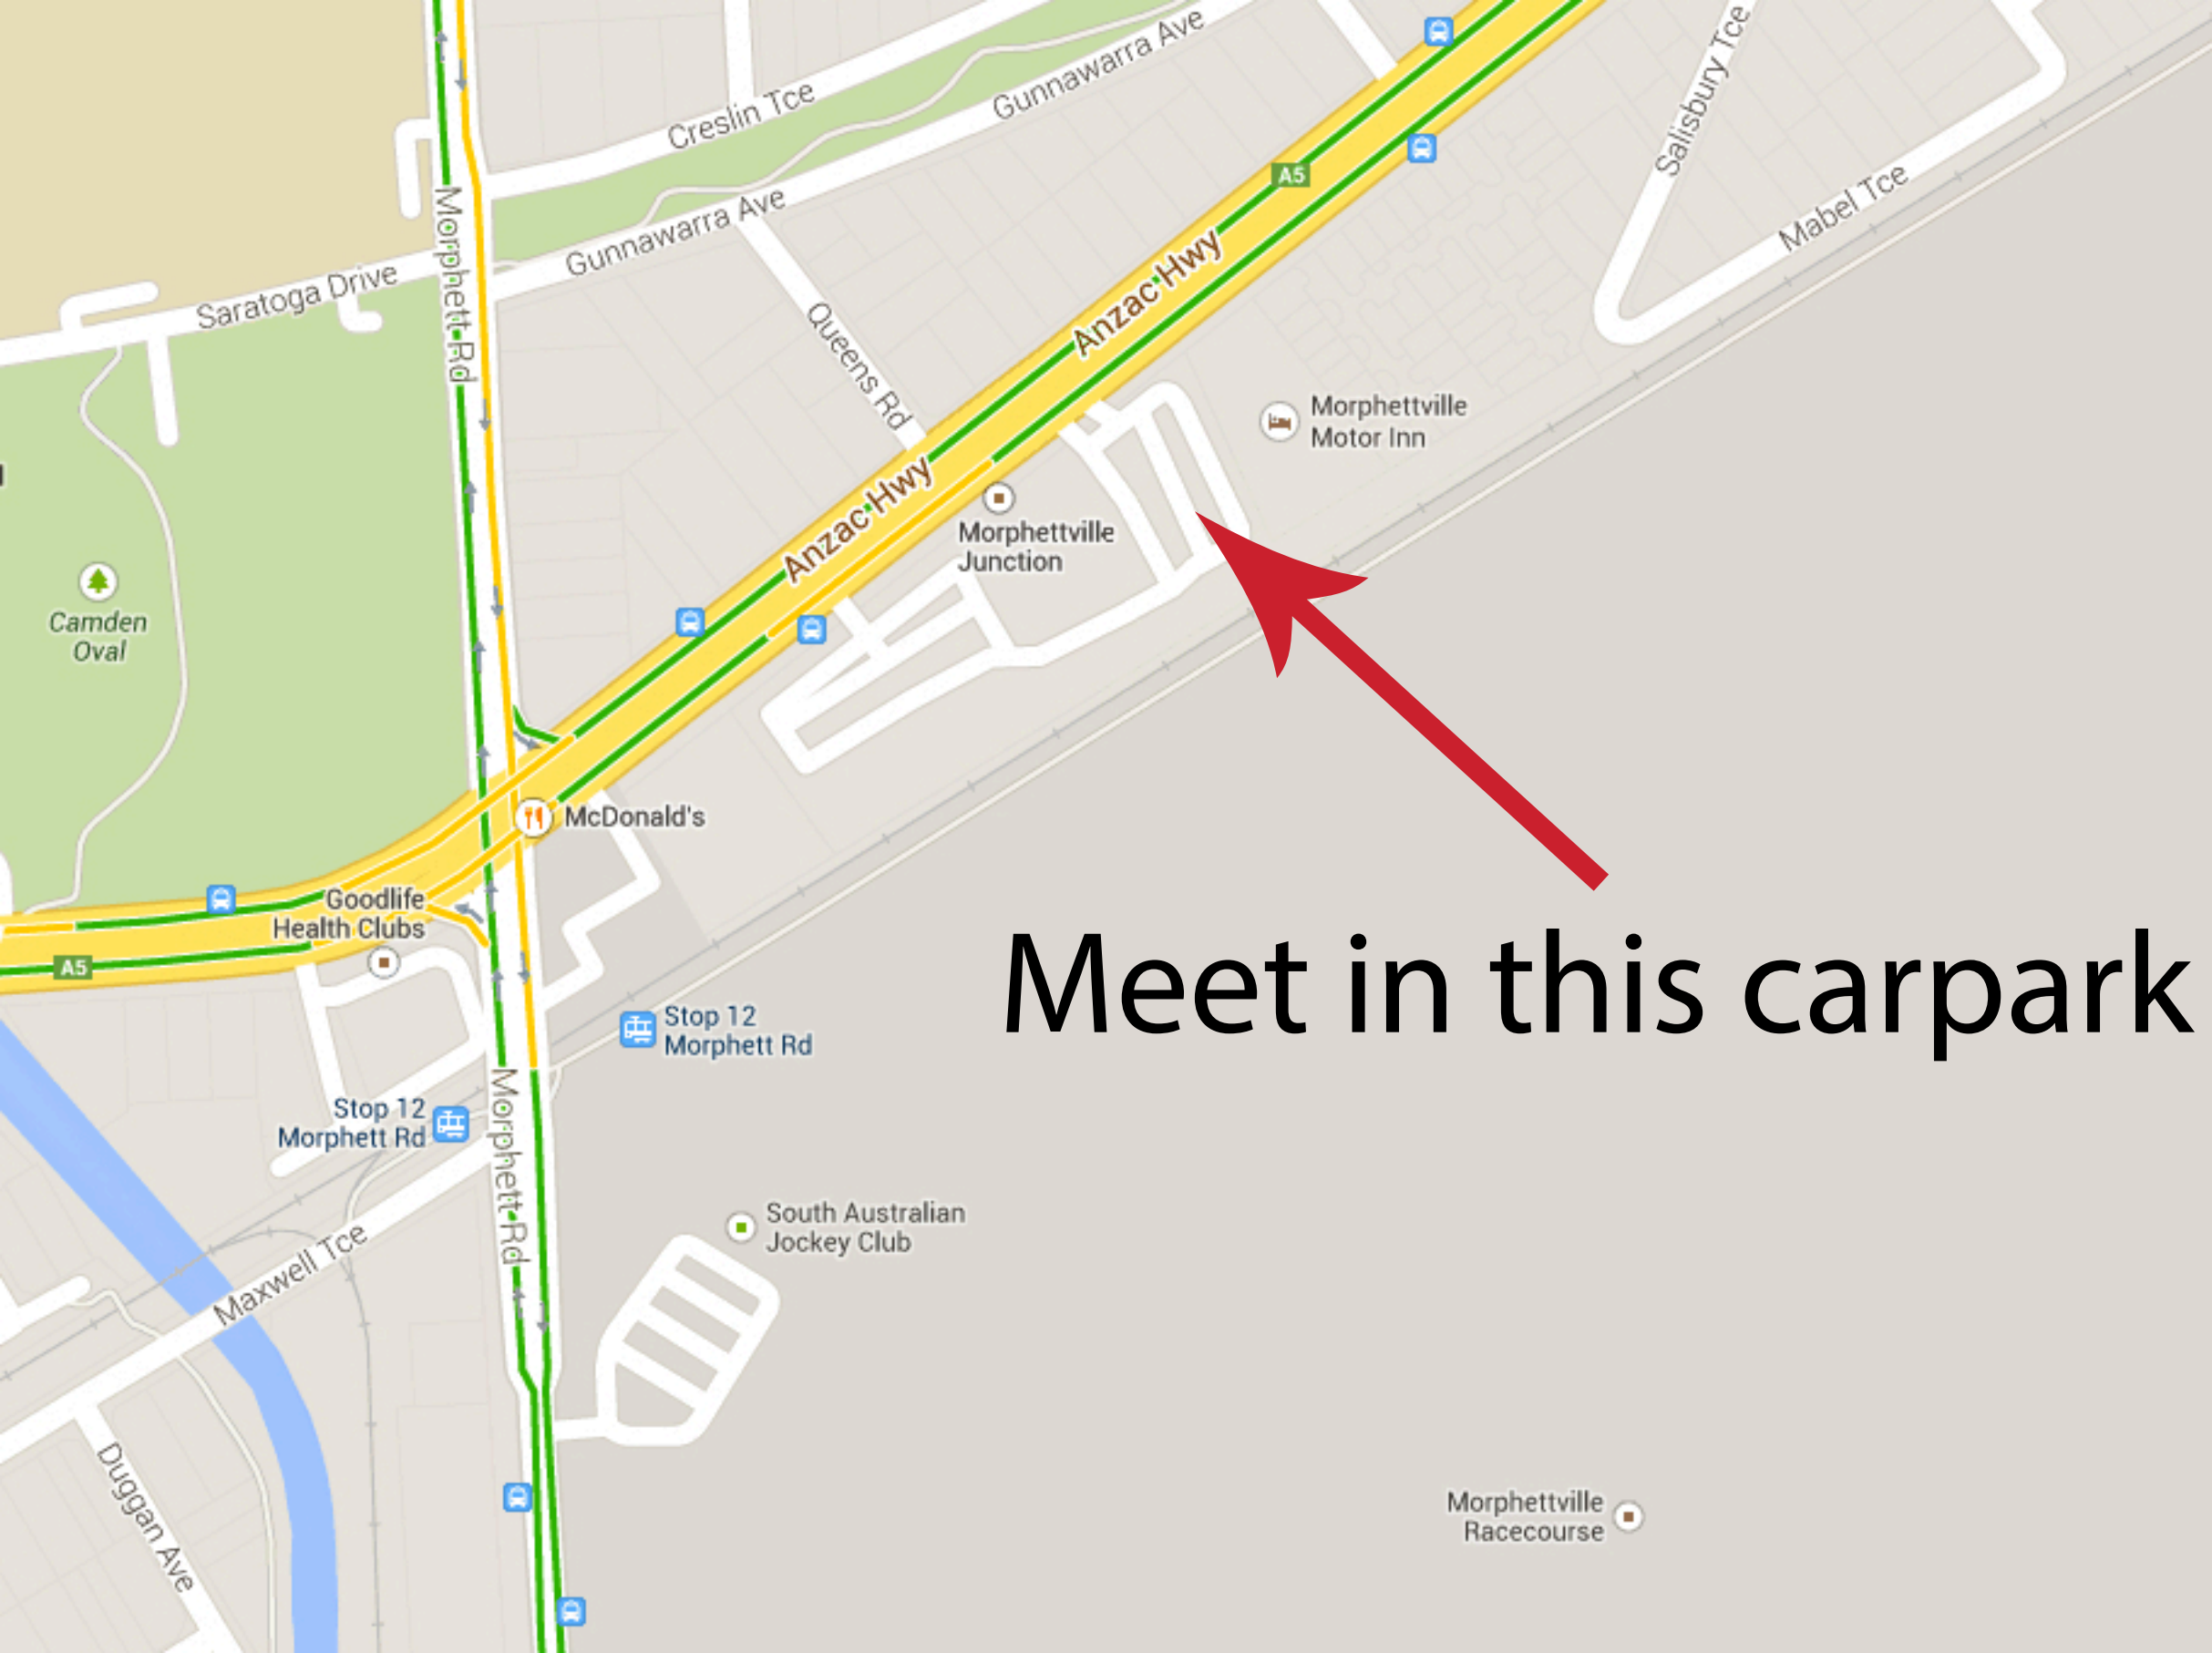 Salisbury Tce
Creslin Tce
Gunnawarra Ave
A5
Morphett Rd
Gunnawarra Ave
Mabel Tce
Saratoga Drive
Anzac Hwy
Queens Rd
Morphettville
Motor Inn
Anzac Hwy
Morphettville
Junction
Camden
Oval
McDonald's
Goodlife
Health Clubs
A5
Meet in this carpark
Stop 12
Morphett Rd
Stop 12
Morphett Rd
Morphett Rd
South Australian
Jockey Club
Maxwell Tce
Duggan Ave
Morphettville
Racecourse